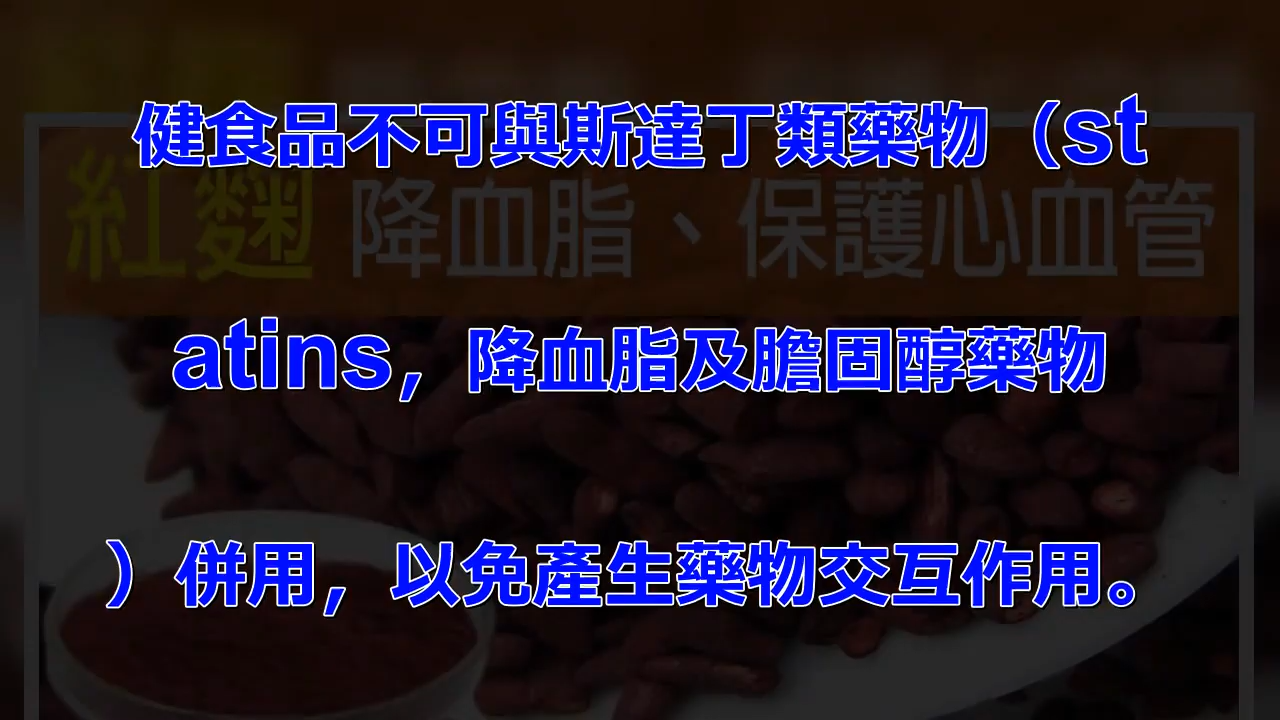 健食品不可與斯達丁類藥物（st
紅麴 降血脂、保護心血管
atins，降血脂及膽固醇藥物
）併用，以免產生藥物交互作用。